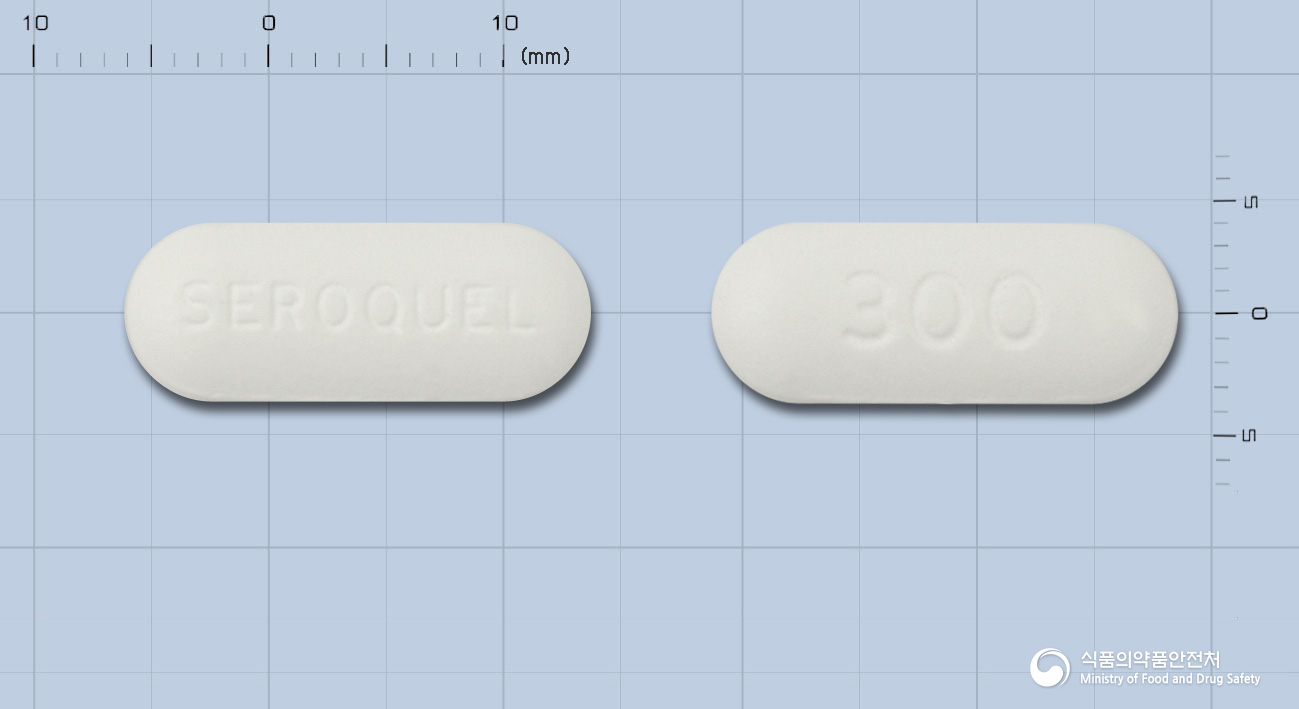 10 0 10
(mm)
SEROQUEL
300
5
0
5
식품의약품안전처
Ministry of Food and Drug Safety